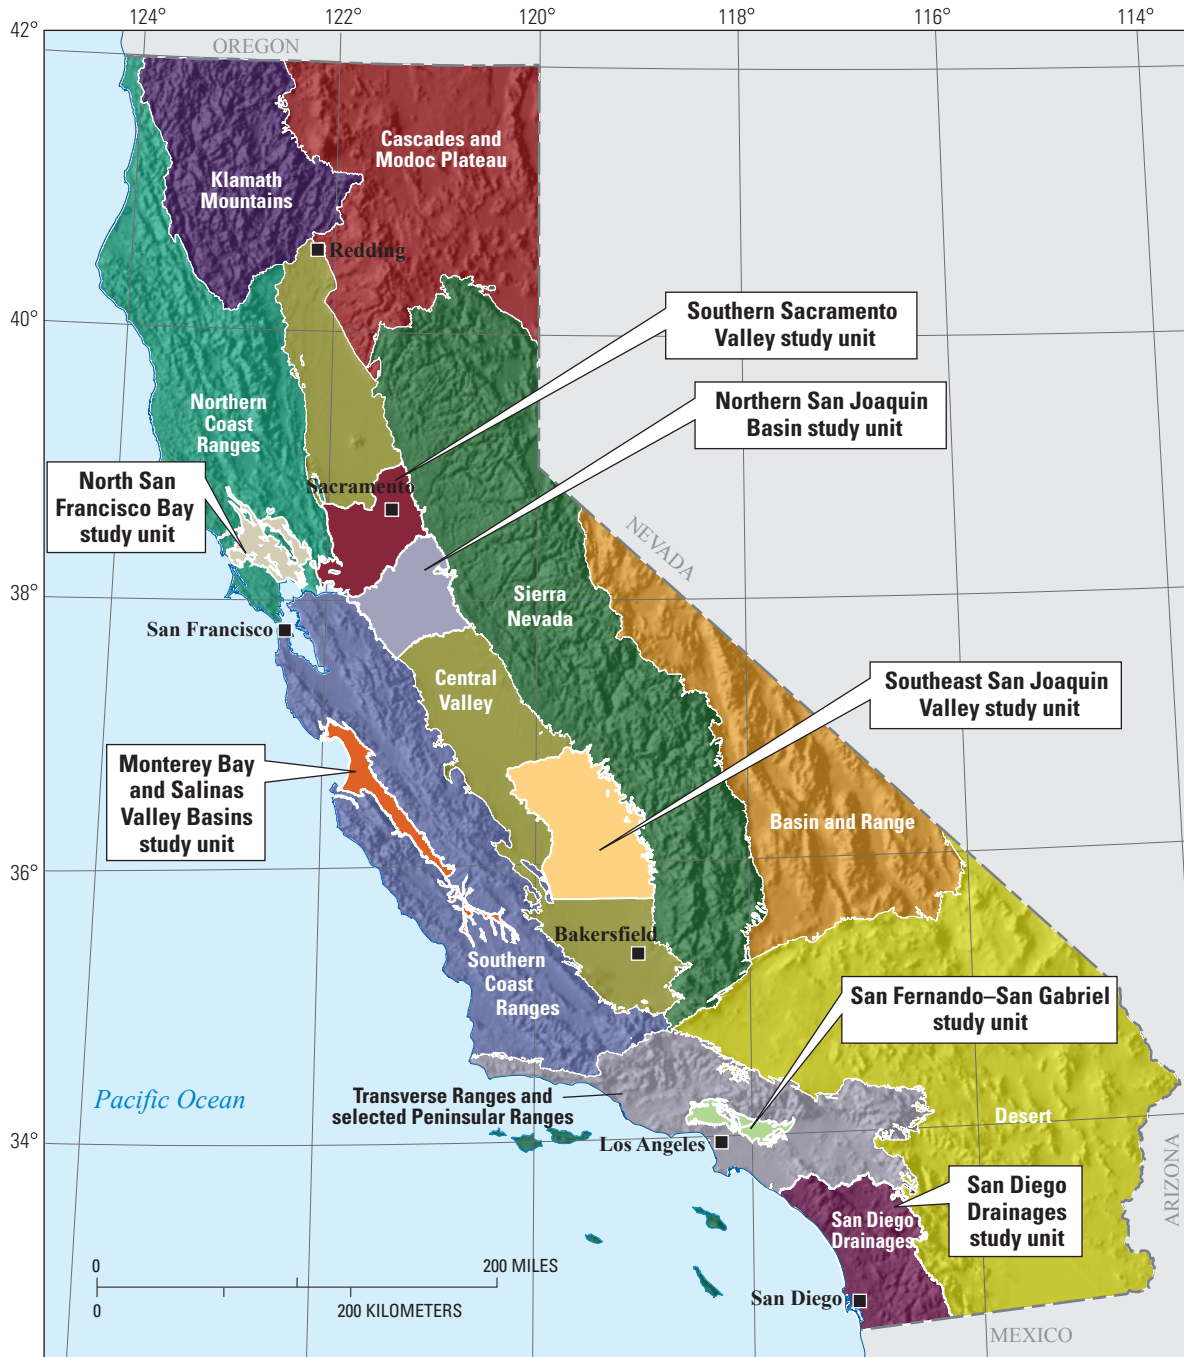 124°
122°
120°
118°
116°
114°
42°
OREGON
Cascades and
Modoc Plateau
Klamath
Mountains
Redding
40°
Southern Sacramento
Valley study unit
Northern San Joaquin
Basin study unit
Northern
Coast
Ranges
North San
Francisco Bay
study unit
Sacramento
NEVADA
38°
Sierra
Nevada
San Francisco
Central
Valley
Southeast San Joaquin
Valley study unit
Monterey Bay
and Salinas
Valley Basins
study unit
Basin and Range
36°
Bakersfield
Southern
Coast
Ranges
San Fernando–San Gabriel
study unit
Pacific Ocean
Transverse Ranges and
selected Peninsular Ranges
Desert
34°
Los Angeles
ARIZONA
San Diego
Drainages
study unit
San Diego
Drainages
0
200 MILES
0
200 KILOMETERS
San Diego
MEXICO